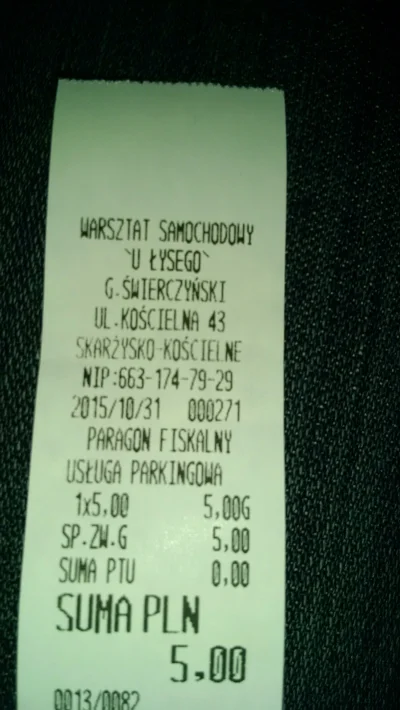 WARSZTAT SAMOCHODOWY
`U ŁYSEGO`
G.ŚWIERCZYŃSKI
UL.KOŚCIELNA 43
SKARŻYSKO-KOŚCIELNE
NIP:663-174-79-29
2015/10/31 000271
PARAGON FISKALNY
USŁUGA PARKINGOWA
1x5,00 5,00G
SP.ZW.G 5,00
SUMA PTU 0,00
SUMA PLN
5,00
0013/0082